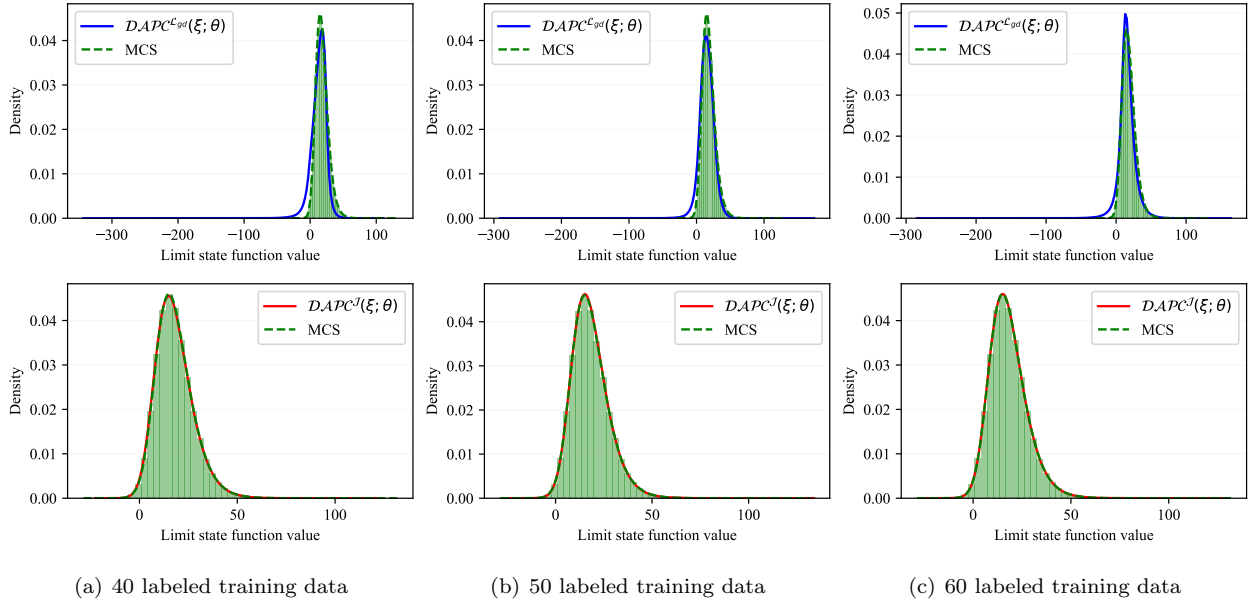 𝒟𝒜𝒫𝒞^ℒgd(ξ; θ)
MCS
Density
0.04
0.03
0.02
0.01
0.00
−300 −200 −100 0 100
Limit state function value
𝒟𝒜𝒫𝒞^ℒgd(ξ; θ)
MCS
Density
0.04
0.03
0.02
0.01
0.00
−300 −200 −100 0 100
Limit state function value
𝒟𝒜𝒫𝒞^ℒgd(ξ; θ)
MCS
Density
0.05
0.04
0.03
0.02
0.01
0.00
−300 −200 −100 0 100
Limit state function value
𝒟𝒜𝒫𝒞^𝒥(ξ; θ)
MCS
Density
0.04
0.03
0.02
0.01
0.00
0 50 100
Limit state function value
𝒟𝒜𝒫𝒞^𝒥(ξ; θ)
MCS
Density
0.04
0.03
0.02
0.01
0.00
0 50 100
Limit state function value
𝒟𝒜𝒫𝒞^𝒥(ξ; θ)
MCS
Density
0.04
0.03
0.02
0.01
0.00
0 50 100
Limit state function value
(a) 40 labeled training data
(b) 50 labeled training data
(c) 60 labeled training data